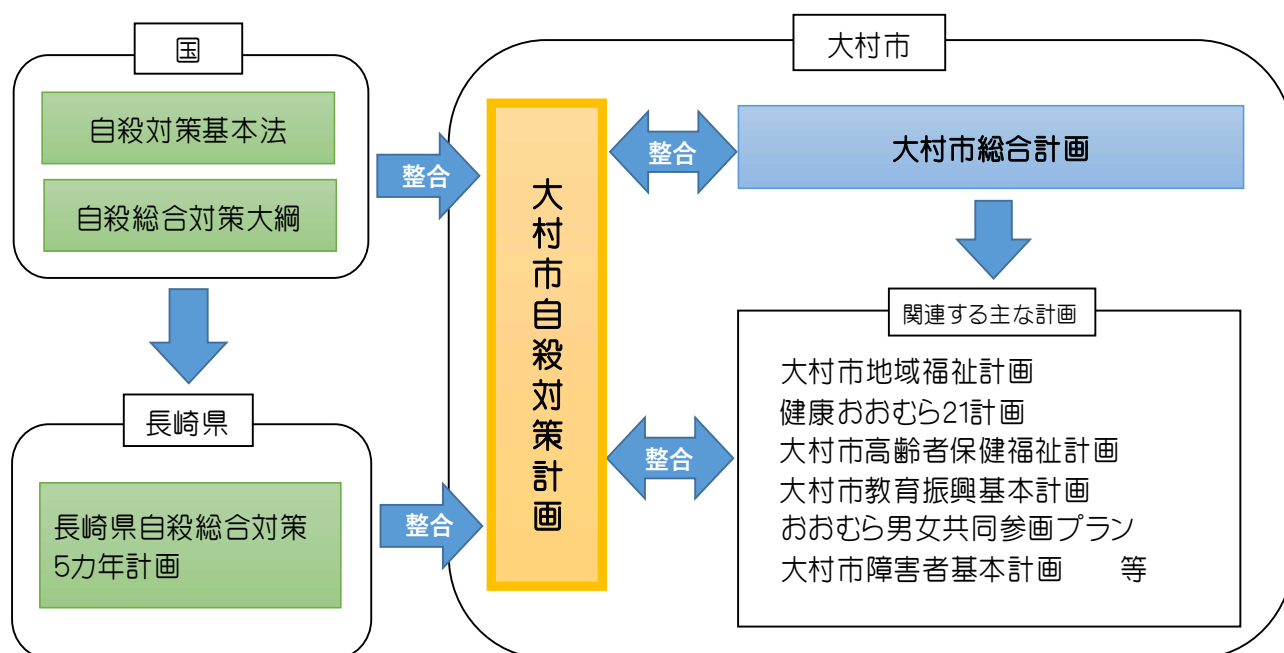 国
自殺対策基本法
自殺総合対策大綱
長崎県
長崎県自殺総合対策
5カ年計画
整合
整合
大村市
大村市自殺対策計画
整合
大村市総合計画
整合
関連する主な計画
大村市地域福祉計画
健康おおむら21計画
大村市高齢者保健福祉計画
大村市教育振興基本計画
おおむら男女共同参画プラン
大村市障害者基本計画　等